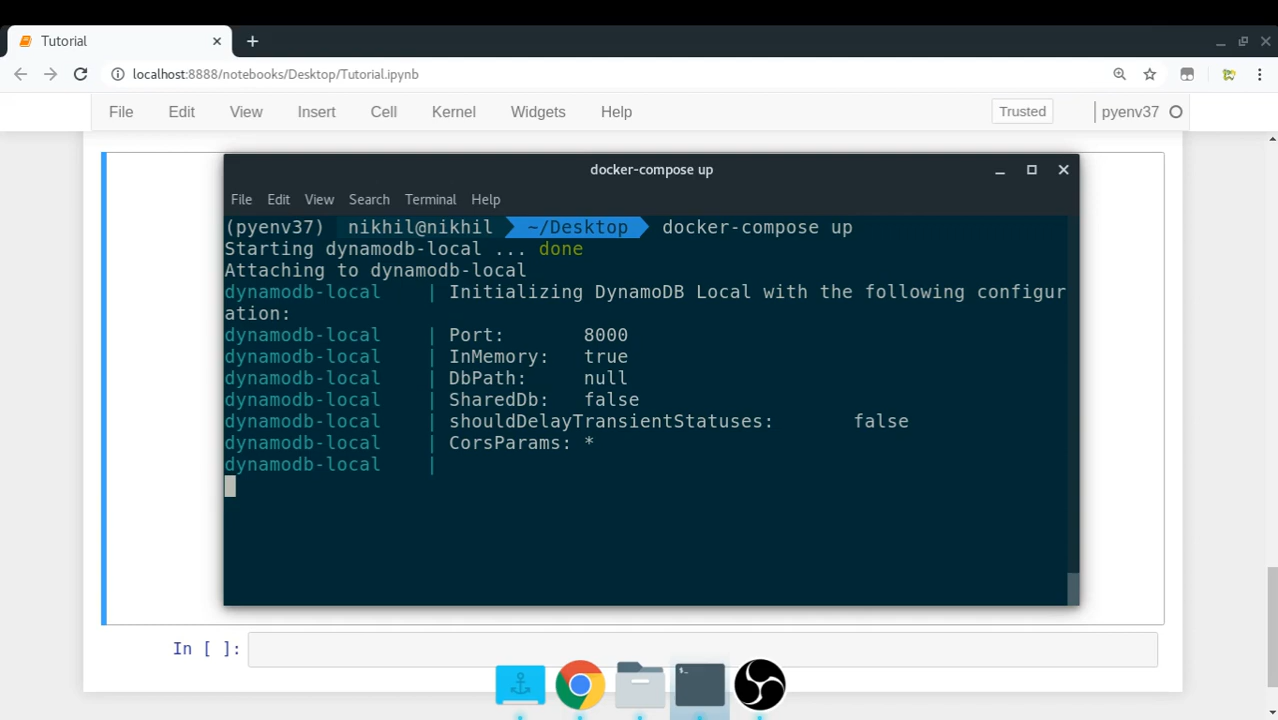 Tutorial
localhost:8888/notebooks/Desktop/Tutorial.ipynb
File Edit View Insert Cell Kernel Widgets Help Trusted pyenv37
docker-compose up
File Edit View Search Terminal Help
(pyenv37) nikhil@nikhil ~/Desktop docker-compose up
Starting dynamodb-local ... done
Attaching to dynamodb-local
dynamodb-local | Initializing DynamoDB Local with the following configur
ation:
dynamodb-local | Port: 8000
dynamodb-local | InMemory: true
dynamodb-local | DbPath: null
dynamodb-local | SharedDb: false
dynamodb-local | shouldDelayTransientStatuses: false
dynamodb-local | CorsParams: *
dynamodb-local |
In [ ]: